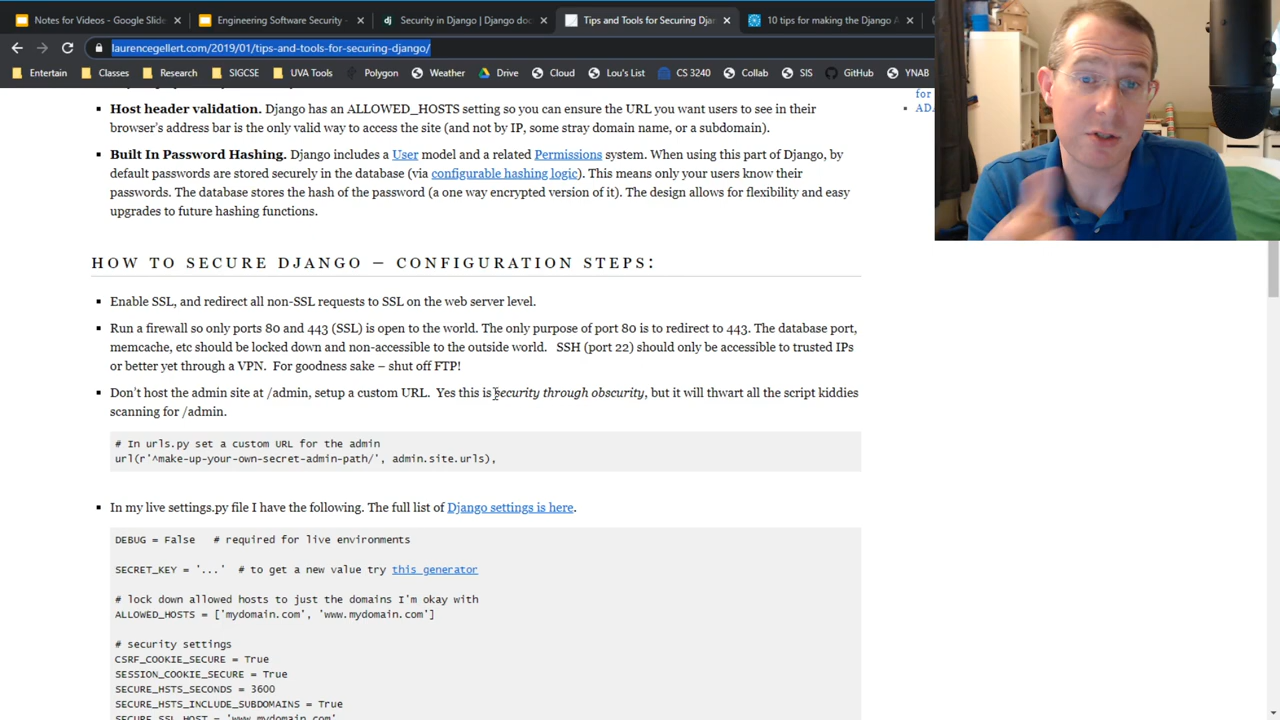 Notes for Videos - Google Slide
Engineering Software Security -
Security in Django | Django doc
Tips and Tools for Securing Djan
10 tips for making the Django A
laurencegellert.com/2019/01/tips-and-tools-for-securing-django/
Entertain
Classes
Research
SIGCSE
UVA Tools
Polygon
Weather
Drive
Cloud
Lou's List
CS 3240
Collab
SIS
GitHub
YNAB
for
ADA
Host header validation. Django has an ALLOWED_HOSTS setting so you can ensure the URL you want users to see in their
browser's address bar is the only valid way to access the site (and not by IP, some stray domain name, or a subdomain).
Built In Password Hashing. Django includes a User model and a related Permissions system. When using this part of Django, by
default passwords are stored securely in the database (via configurable hashing logic). This means only your users know their
passwords. The database stores the hash of the password (a one way encrypted version of it). The design allows for flexibility and easy
upgrades to future hashing functions.
HOW TO SECURE DJANGO – CONFIGURATION STEPS:
Enable SSL, and redirect all non-SSL requests to SSL on the web server level.
Run a firewall so only ports 80 and 443 (SSL) is open to the world. The only purpose of port 80 is to redirect to 443. The database port,
memcache, etc should be locked down and non-accessible to the outside world. SSH (port 22) should only be accessible to trusted IPs
or better yet through a VPN. For goodness sake – shut off FTP!
Don't host the admin site at /admin, setup a custom URL. Yes this is security through obscurity, but it will thwart all the script kiddies
scanning for /admin.
# In urls.py set a custom URL for the admin
url(r'^make-up-your-own-secret-admin-path/', admin.site.urls),
In my live settings.py file I have the following. The full list of Django settings is here.
DEBUG = False # required for live environments
SECRET_KEY = '...' # to get a new value try this generator
# lock down allowed hosts to just the domains I'm okay with
ALLOWED_HOSTS = ['mydomain.com', 'www.mydomain.com']
# security settings
CSRF_COOKIE_SECURE = True
SESSION_COOKIE_SECURE = True
SECURE_HSTS_SECONDS = 3600
SECURE_HSTS_INCLUDE_SUBDOMAINS = True
SECURE_SSL_HOST = 'www.mydomain.com'